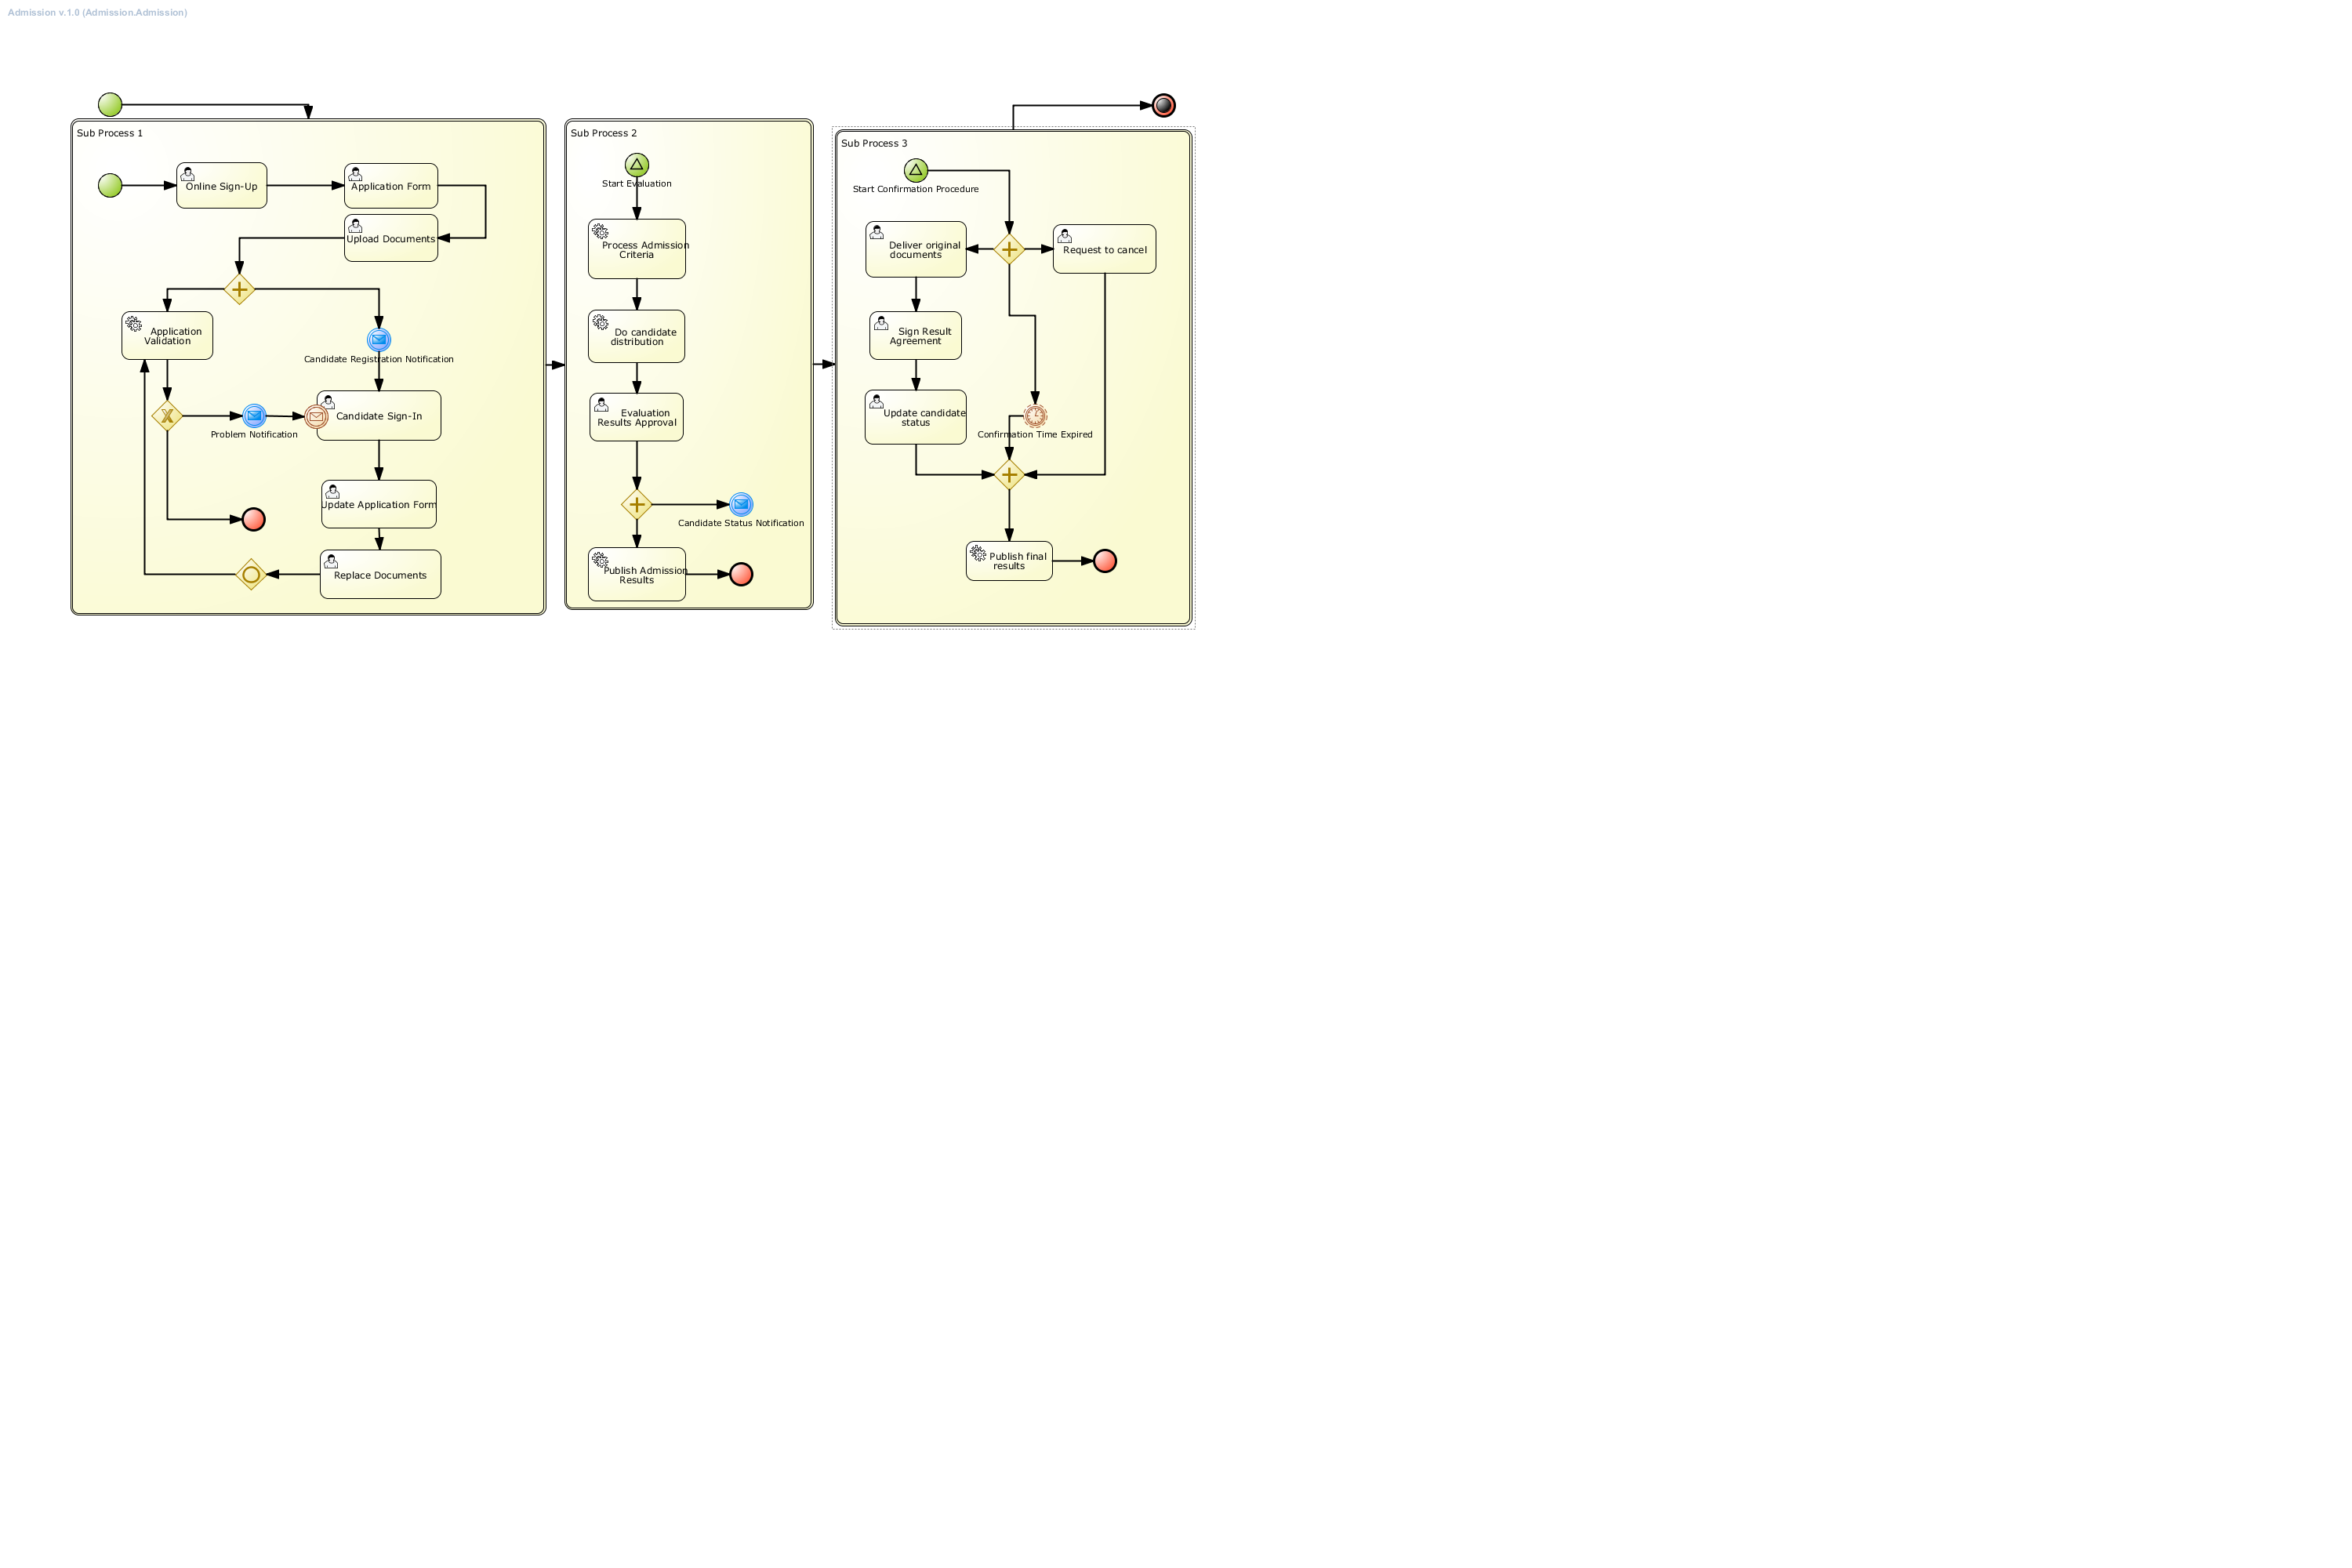 Admission v.1.0 (Admission.Admission)
Sub Process 1
Online Sign-Up
Application Form
Upload Documents
Application
Validation
Candidate Registration Notification
Problem Notification
Candidate Sign-In
Update Application Form
Replace Documents
Sub Process 2
Start Evaluation
Process Admission
Criteria
Do candidate
distribution
Evaluation
Results Approval
Candidate Status Notification
Publish Admission
Results
Sub Process 3
Start Confirmation Procedure
Deliver original
documents
Request to cancel
Sign Result
Agreement
Update candidate
status
Confirmation Time Expired
Publish final
results